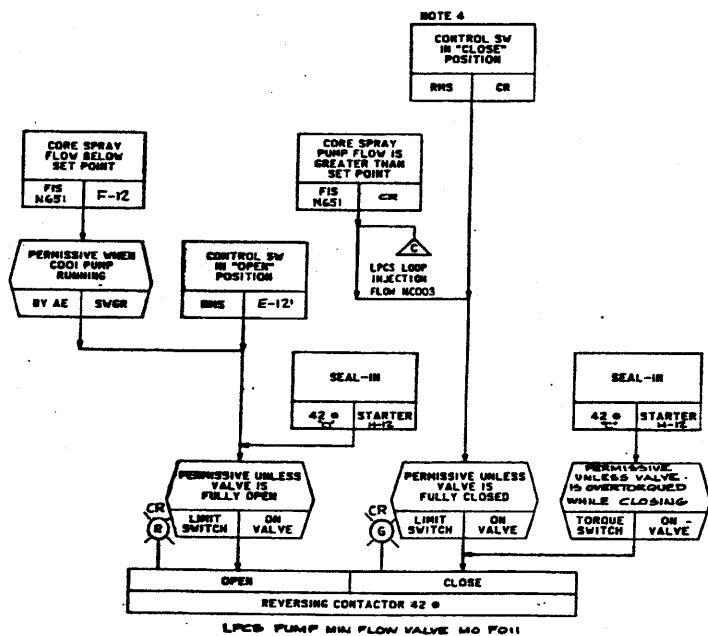 NOTE 4
CONTROL SW
IN "CLOSE"
POSITION
RMS
CR
CORE SPRAY
FLOW BELOW
SET POINT
FIS
N651
F-12
CORE SPRAY
PUMP FLOW IS
GREATER THAN
SET POINT
FIS
N651
CR
C
LPCS LOOP
INJECTION
FLOW NC003
PERMISSIVE WHEN
C001 PUMP
RUNNING
BY AE
SWGR
CONTROL SW
IN "OPEN"
POSITION
RMS
E-12
SEAL-IN
42
STARTER
H-12
SEAL-IN
42
STARTER
H-12
PERMISSIVE UNLESS
VALVE IS
FULLY OPEN
LIMIT
SWITCH
ON
VALVE
PERMISSIVE UNLESS
VALVE IS
FULLY CLOSED
LIMIT
SWITCH
ON
VALVE
PERMISSIVE
UNLESS VALVE
IS OVERTORQUED
WHILE CLOSING
TORQUE
SWITCH
ON
VALVE
CR
R
CR
G
OPEN
CLOSE
REVERSING CONTACTOR 42
LPCS PUMP MIN FLOW VALVE MO F011